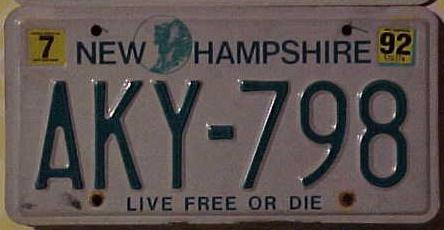 7 NEW HAMPSHIRE 92
AKY-798
LIVE FREE OR DIE